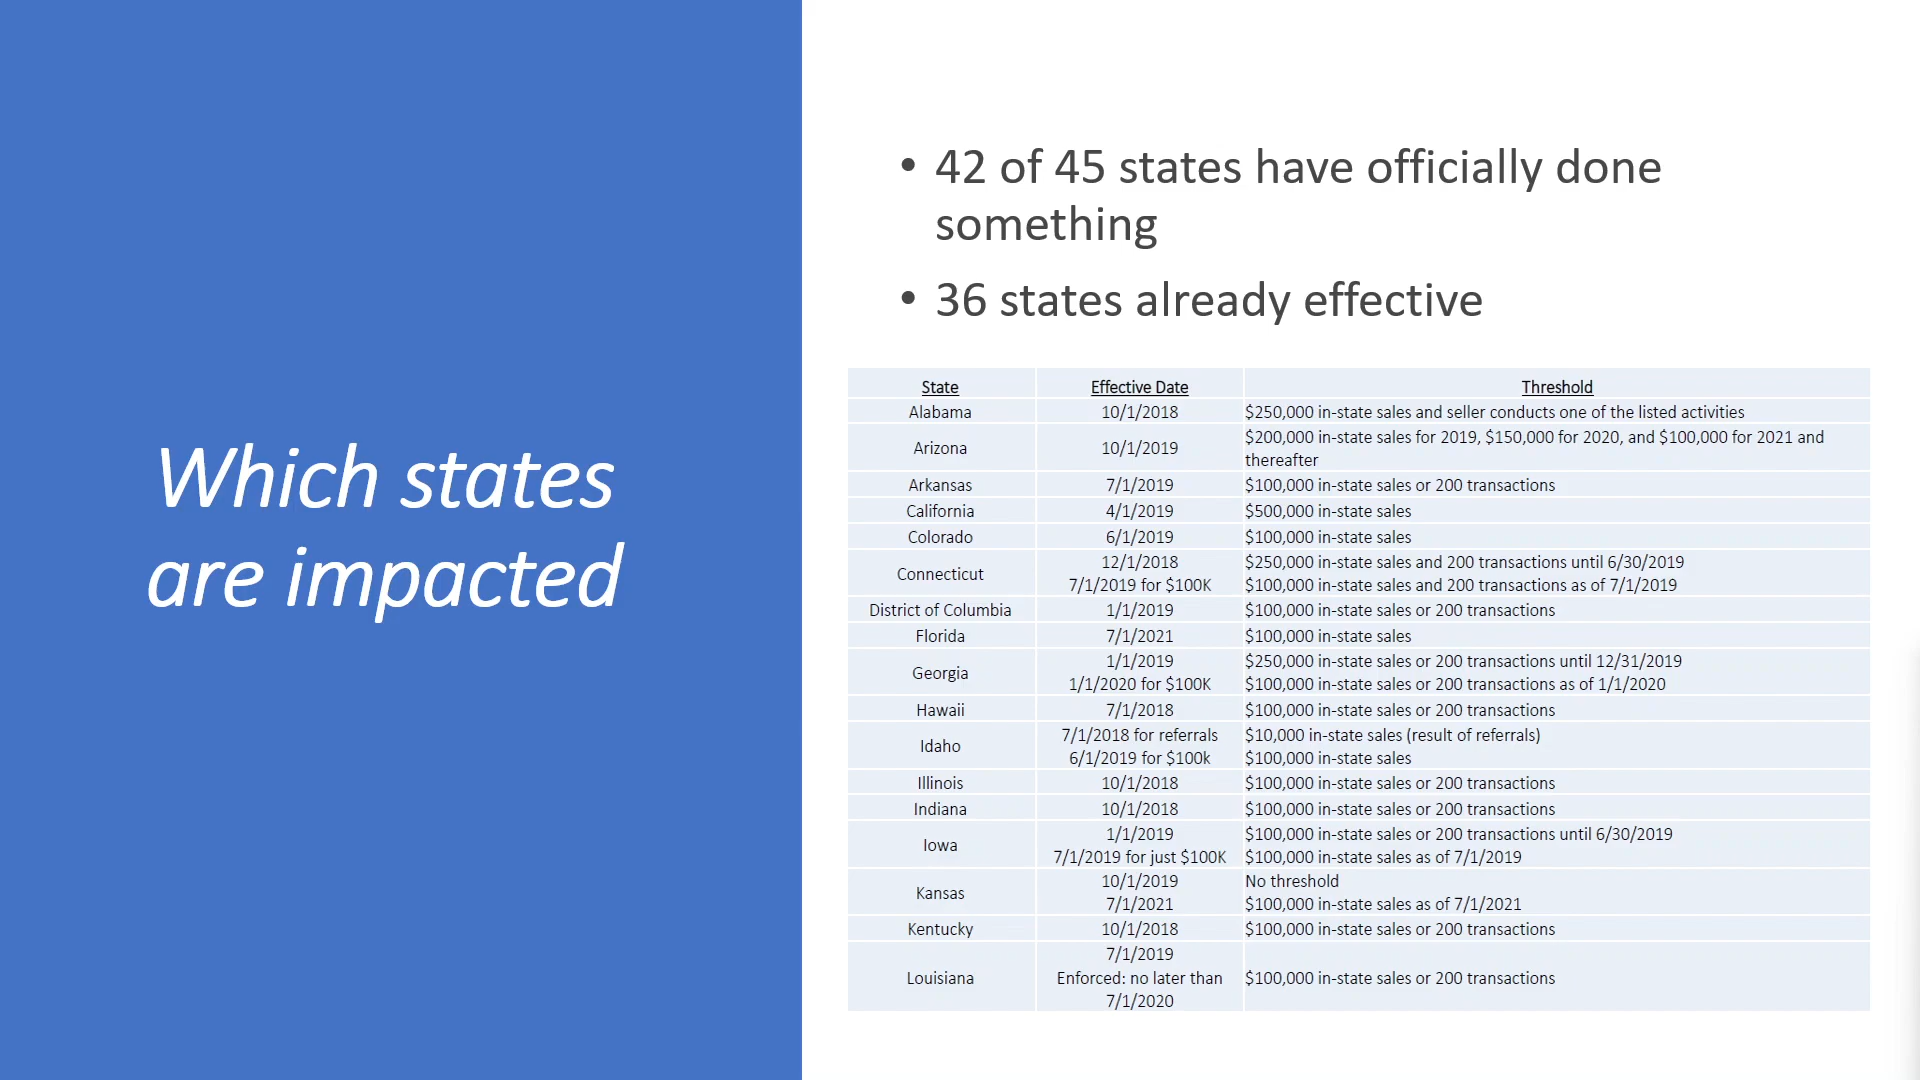 Which states
are impacted
• 42 of 45 states have officially done
something
• 36 states already effective
State Effective Date Threshold
Alabama 10/1/2018 $250,000 in-state sales and seller conducts one of the listed activities
Arizona 10/1/2019 $200,000 in-state sales for 2019, $150,000 for 2020, and $100,000 for 2021 and
thereafter
Arkansas 7/1/2019 $100,000 in-state sales or 200 transactions
California 4/1/2019 $500,000 in-state sales
Colorado 6/1/2019 $100,000 in-state sales
Connecticut 12/1/2018 $250,000 in-state sales and 200 transactions until 6/30/2019
7/1/2019 for $100K $100,000 in-state sales and 200 transactions as of 7/1/2019
District of Columbia 1/1/2019 $100,000 in-state sales or 200 transactions
Florida 7/1/2021 $100,000 in-state sales
Georgia 1/1/2019 $250,000 in-state sales or 200 transactions until 12/31/2019
1/1/2020 for $100K $100,000 in-state sales or 200 transactions as of 1/1/2020
Hawaii 7/1/2018 $100,000 in-state sales or 200 transactions
Idaho 7/1/2018 for referrals $10,000 in-state sales (result of referrals)
6/1/2019 for $100k $100,000 in-state sales
Illinois 10/1/2018 $100,000 in-state sales or 200 transactions
Indiana 10/1/2018 $100,000 in-state sales or 200 transactions
Iowa 1/1/2019 $100,000 in-state sales or 200 transactions until 6/30/2019
7/1/2019 for just $100K $100,000 in-state sales as of 7/1/2019
Kansas 10/1/2019 No threshold
7/1/2021 $100,000 in-state sales as of 7/1/2021
Kentucky 10/1/2018 $100,000 in-state sales or 200 transactions
7/1/2019
Louisiana Enforced: no later than $100,000 in-state sales or 200 transactions
7/1/2020